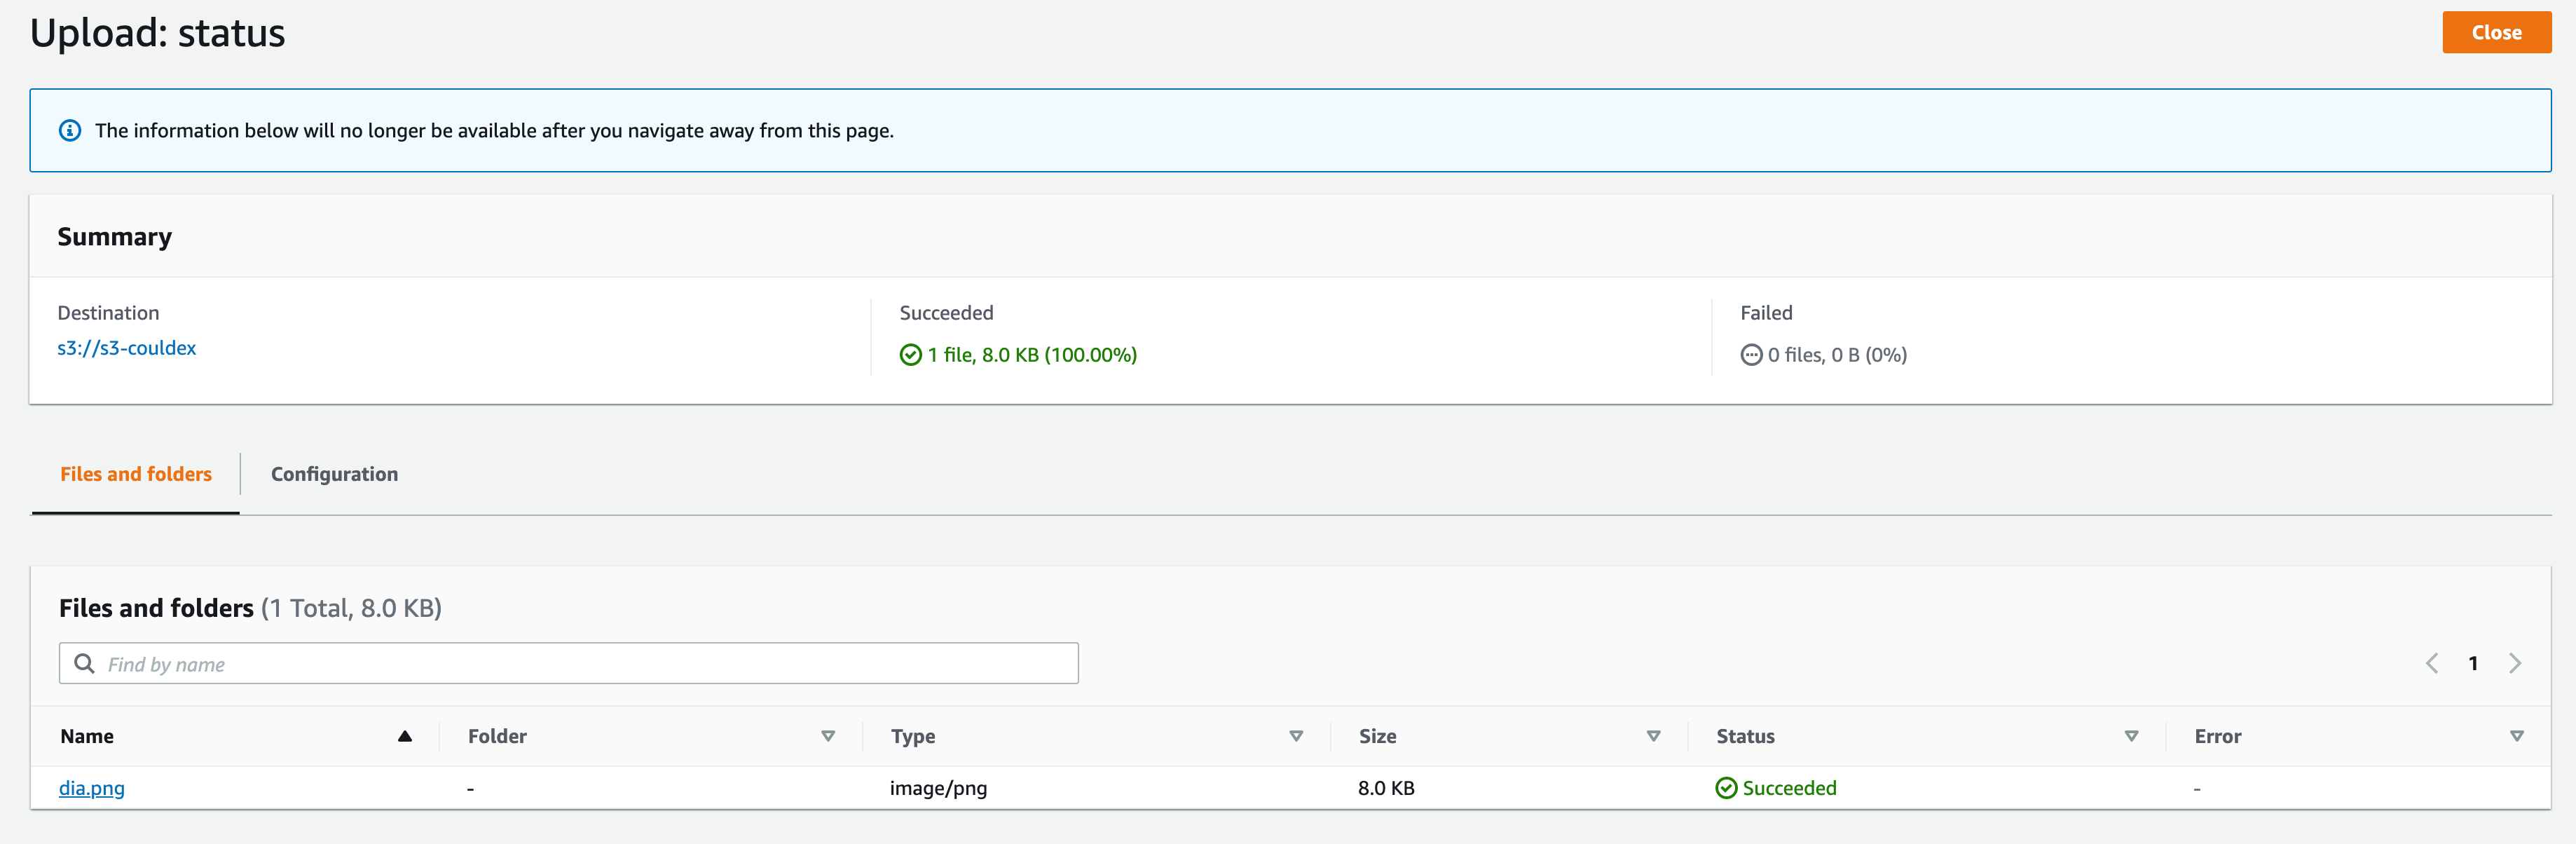 Upload: status
Close
The information below will no longer be available after you navigate away from this page.
Summary
Destination
Succeeded
Failed
s3://s3-couldex
1 file, 8.0 KB (100.00%)
0 files, 0 B (0%)
Files and folders
Configuration
Files and folders (1 Total, 8.0 KB)
Find by name
1
Name Folder Type Size Status Error
dia.png - image/png 8.0 KB Succeeded -